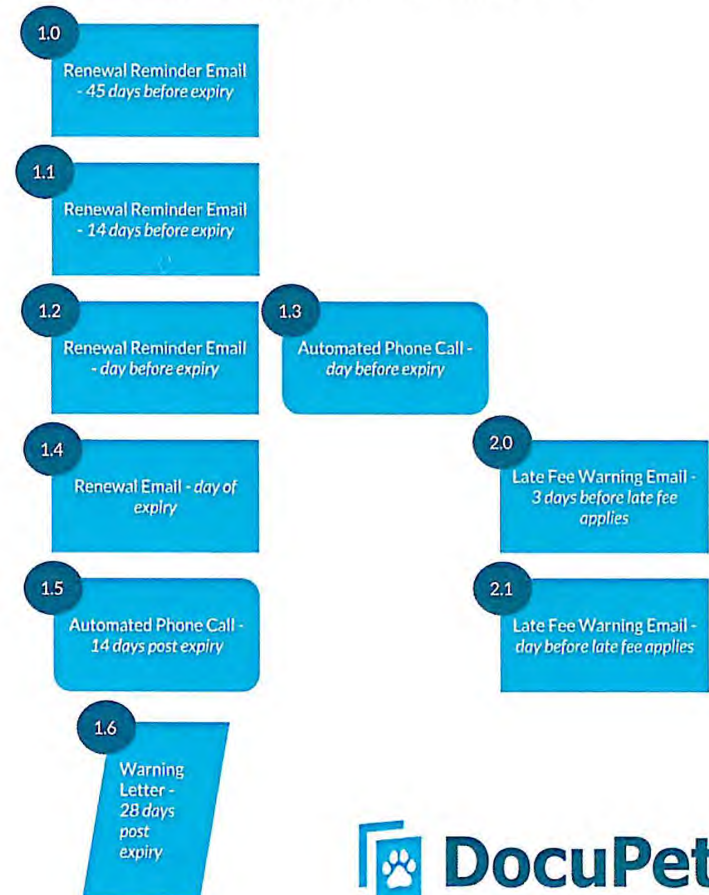 1.0
Renewal Reminder Email
- 45 days before expiry
1.1
Renewal Reminder Email
- 14 days before expiry
1.2
Renewal Reminder Email
- day before expiry
1.3
Automated Phone Call -
day before expiry
1.4
Renewal Email - day of
expiry
2.0
Late Fee Warning Email -
3 days before late fee
applies
1.5
Automated Phone Call -
14 days post expiry
2.1
Late Fee Warning Email -
day before late fee applies
1.6
Warning
Letter -
28 days
post
expiry
DocuPet